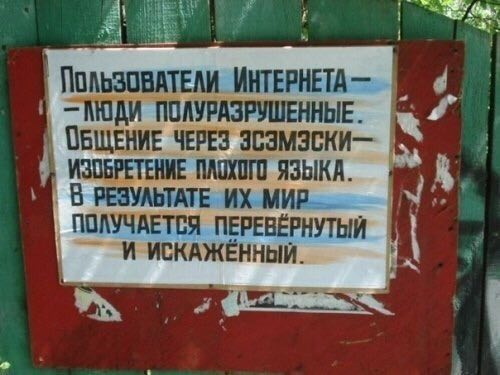 Пользователи Интернета —
– люди полуразрушенные.
Общение через эсэмэски —
изобретение плохого языка.
В результате их мир
получается перевёрнутый
и искажённый.